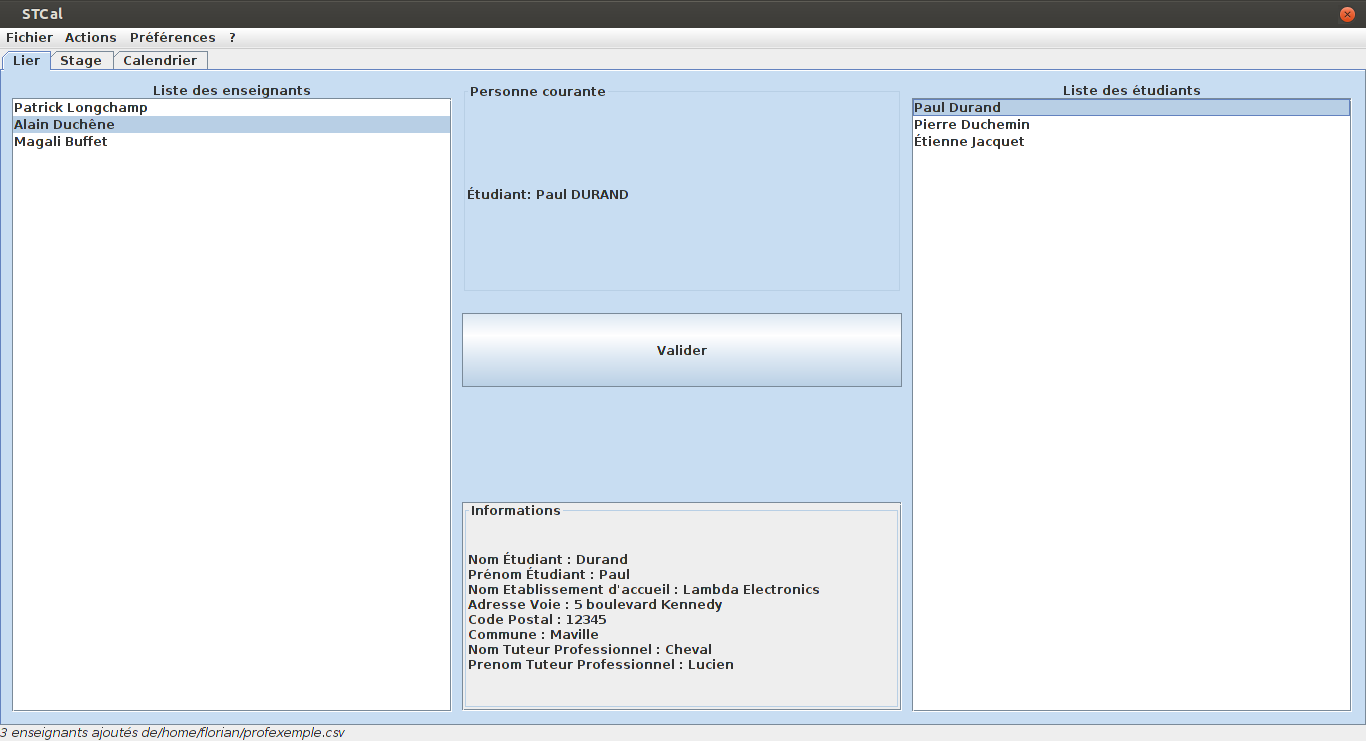 STCal
Fichier Actions Préférences ?
Lier Stage Calendrier
Liste des enseignants
Patrick Longchamp
Alain Duchêne
Magali Buffet
Personne courante
Étudiant: Paul DURAND
Valider
Informations
Nom Étudiant : Durand
Prénom Étudiant : Paul
Nom Etablissement d'accueil : Lambda Electronics
Adresse Voie : 5 boulevard Kennedy
Code Postal : 12345
Commune : Maville
Nom Tuteur Professionnel : Cheval
Prenom Tuteur Professionnel : Lucien
Liste des étudiants
Paul Durand
Pierre Duchemin
Étienne Jacquet
3 enseignants ajoutés de/home/florian/profexemple.csv